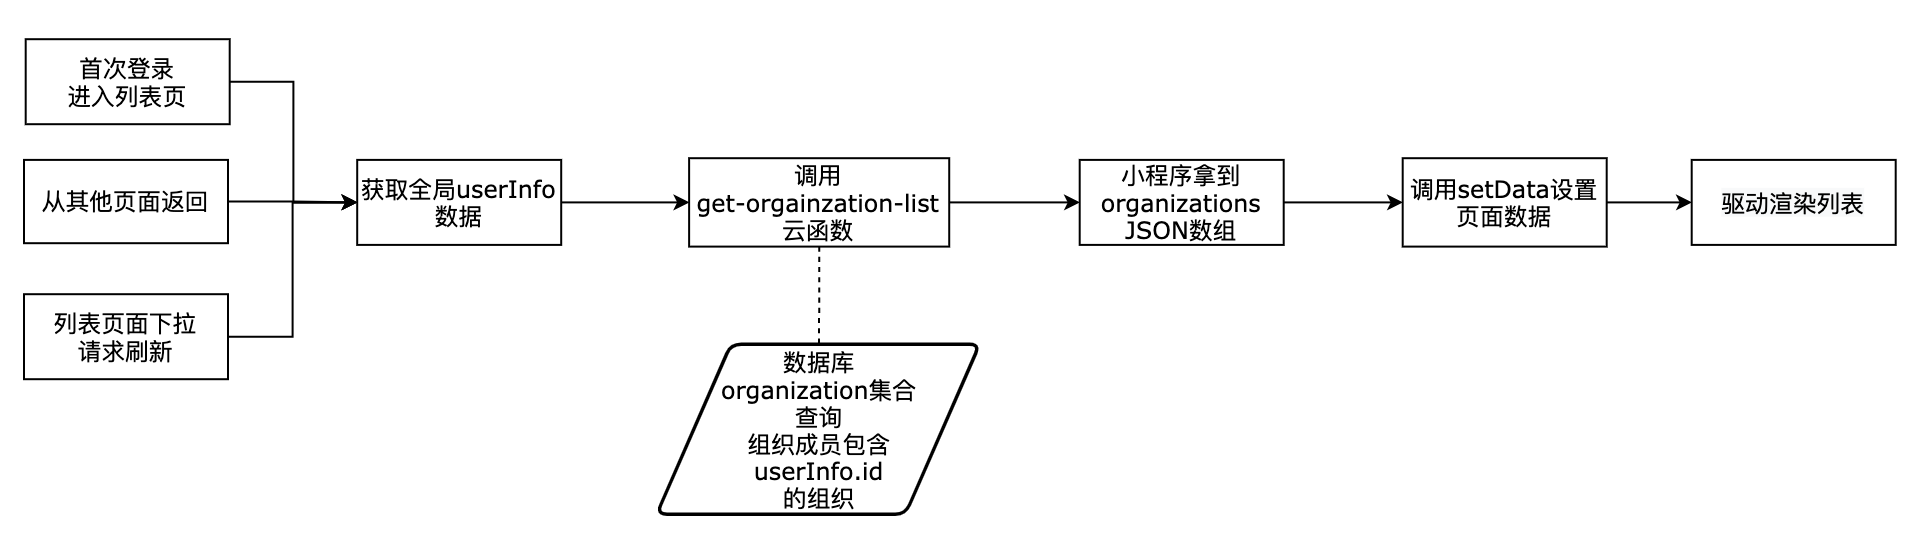 首次登录
进入列表页
从其他页面返回
列表页面下拉
请求刷新
获取全局userInfo
数据
调用
get-orgainzation-list
云函数
数据库
organization集合
查询
组织成员包含
userInfo.id
的组织
小程序拿到
organizations
JSON数组
调用setData设置
页面数据
驱动渲染列表